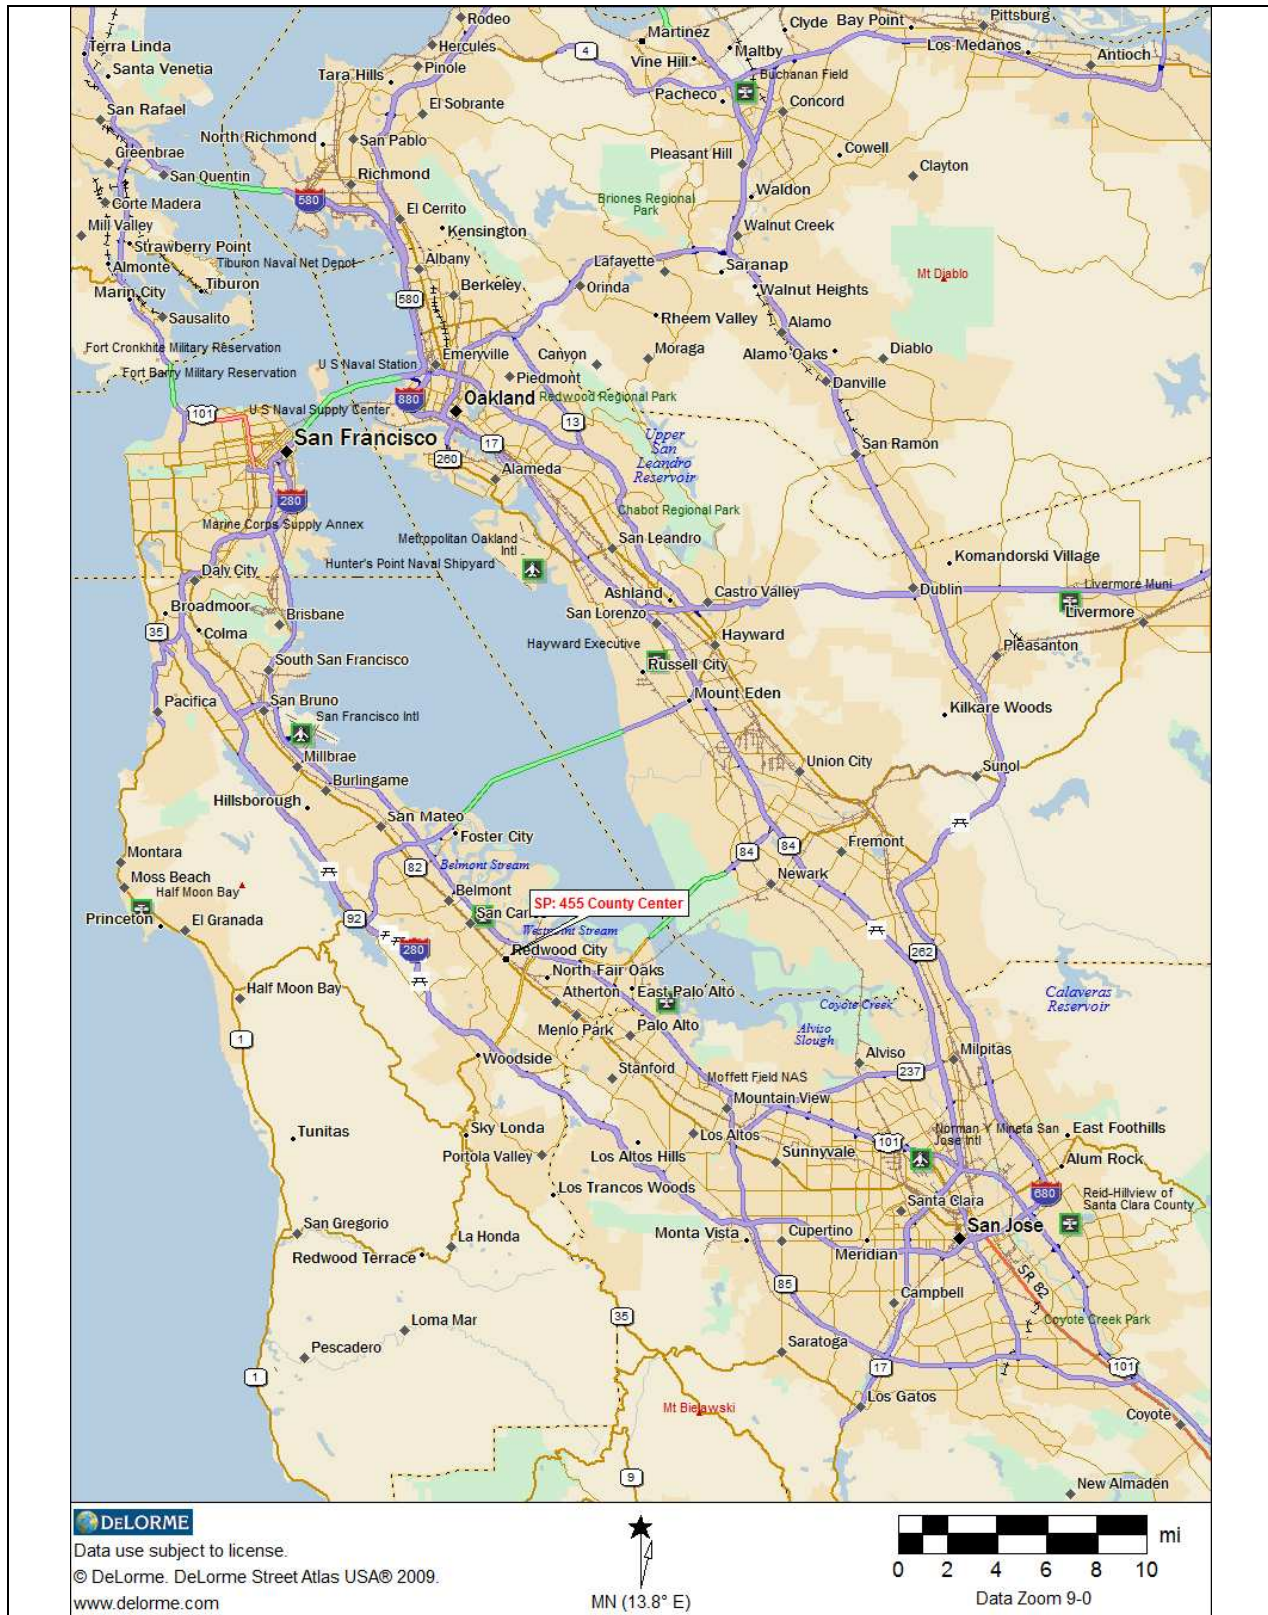 Rodeo
Martinez
Clyde
Bay Point
Pittsburg
Terra Linda
Hercules
4
Vine Hill
Maltby
Los Medanos
Antioch
Santa Venetia
Tara Hills
Pinole
Buchanan Field
Pacheco
Concord
San Rafael
El Sobrante
North Richmond
San Pablo
Greenbrae
Pleasant Hill
Cowell
Clayton
San Quentin
Richmond
580
Waldon
Corte Madera
El Cerrito
Briones Regional
Park
Mill Valley
Kensington
Walnut Creek
Strawberry Point
Tiburon Naval Net Depot
Albany
Lafayette
Saranap
Mt Diablo
Almonte
Tiburon
Berkeley
Orinda
Walnut Heights
Marin City
580
Sausalito
Rheem Valley
Alamo
Fort Cronkhite Military Reservation
Emeryville
Canyon
Moraga
Alamo Oaks
Diablo
Fort Barry Military Reservation
U S Naval Station
Piedmont
Danville
880
Oakland
Redwood Regional Park
101
U S Naval Supply Center
13
San Francisco
17
Upper
San
Leandro
Reservoir
San Ramon
260
Alameda
280
Marine Corps Supply Annex
Chabot Regional Park
Metropolitan Oakland
Intl
San Leandro
Hunter's Point Naval Shipyard
Komandorski Village
Daly City
Ashland
Castro Valley
Dublin
Livermore Muni
Broadmoor
Brisbane
San Lorenzo
Livermore
35
Colma
Hayward Executive
Hayward
Pleasanton
South San Francisco
Russell City
Pacifica
San Bruno
Mount Eden
Kilkare Woods
San Francisco Intl
Millbrae
Union City
Sunol
Burlingame
Hillsborough
San Mateo
Foster City
Fremont
Montara
82
Belmont Stream
84
84
Moss Beach
Half Moon Bay
Belmont
Newark
SP: 455 County Center
Princeton
El Granada
92
San Carlos
Westpoint Stream
280
Redwood City
262
North Fair Oaks
Half Moon Bay
Atherton
East Palo Alto
Coyote Creek
Calaveras
Reservoir
Menlo Park
Palo Alto
Alviso
Slough
1
Woodside
Alviso
Milpitas
Stanford
Moffett Field NAS
237
Mountain View
Tunitas
Sky Londa
Los Altos
101
Norman Y Mineta San
Jose Intl
East Foothills
Portola Valley
Los Altos Hills
Sunnyvale
Alum Rock
Los Trancos Woods
Santa Clara
680
Reid-Hillview of
Santa Clara County
San Gregorio
La Honda
Monta Vista
Cupertino
San Jose
Redwood Terrace
Meridian
85
SR 82
Campbell
Loma Mar
35
Coyote Creek Park
Pescadero
Saratoga
1
17
101
Los Gatos
Mt Bielawski
Coyote
9
New Almaden
DELORME
Data use subject to license.
© DeLorme. DeLorme Street Atlas USA® 2009.
www.delorme.com
MN (13.8° E)
mi
0 2 4 6 8 10
Data Zoom 9-0